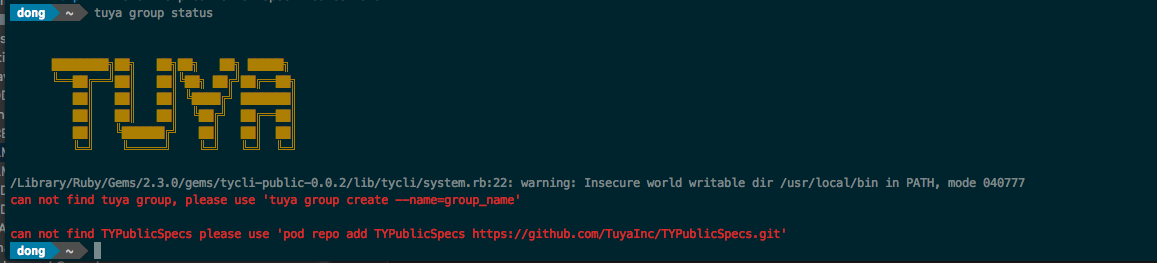 dong ~ tuya group status
TUYA
/Library/Ruby/Gems/2.3.0/gems/tycli-public-0.0.2/lib/tycli/system.rb:22: warning: Insecure world writable dir /usr/local/bin in PATH, mode 040777
can not find tuya group, please use 'tuya group create --name=group_name'
can not find TYPublicSpecs please use 'pod repo add TYPublicSpecs https://github.com/TuyaInc/TYPublicSpecs.git'
dong ~